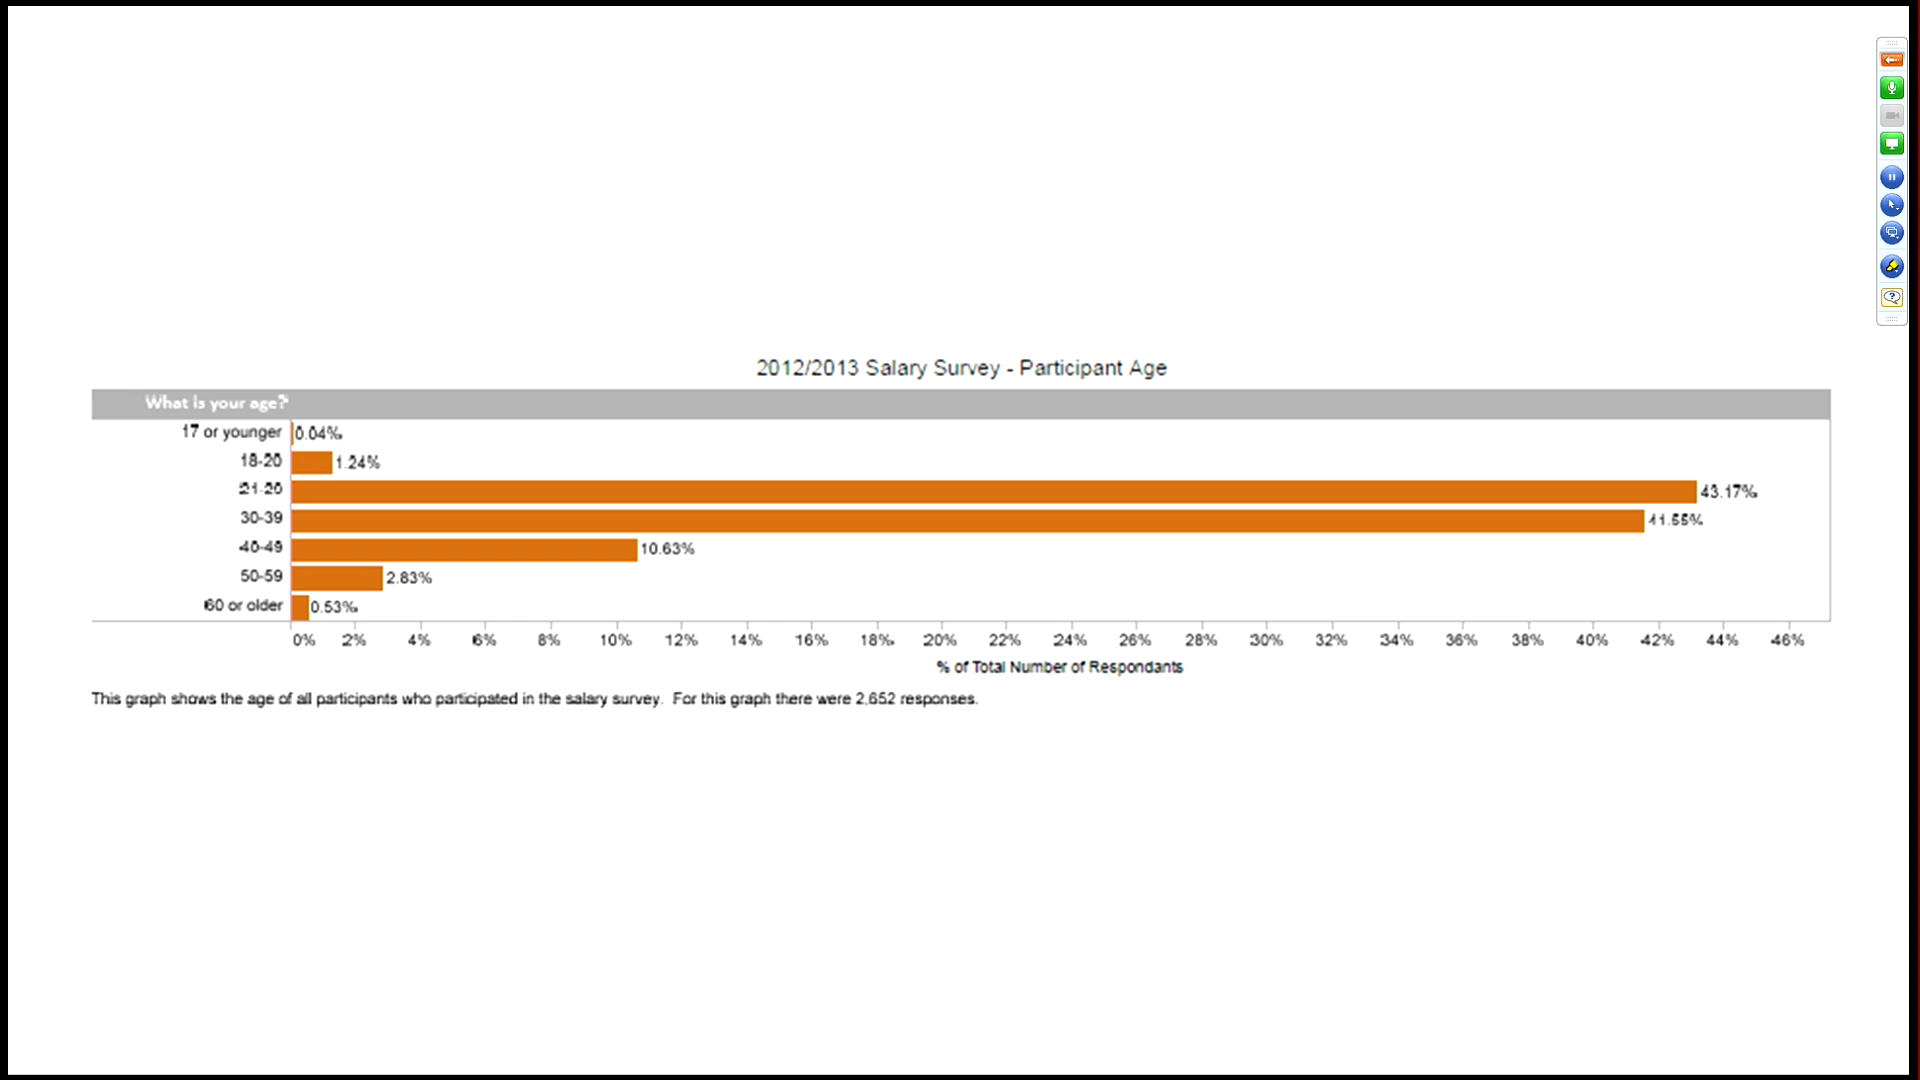 2012/2013 Salary Survey - Participant Age
What is your age?
17 or younger 0.04%
18-20 1.24%
43.17%
30-39 41.55%
40-49 10.63%
50-59 2.83%
60 or older 0.53%
0% 2% 4% 6% 8% 10% 12% 14% 16% 18% 20% 22% 24% 26% 28% 30% 32% 34% 36% 38% 40% 42% 44% 46%
% of Total Number of Respondants
This graph shows the age of all participants who participated in the salary survey. For this graph there were 2,652 responses.